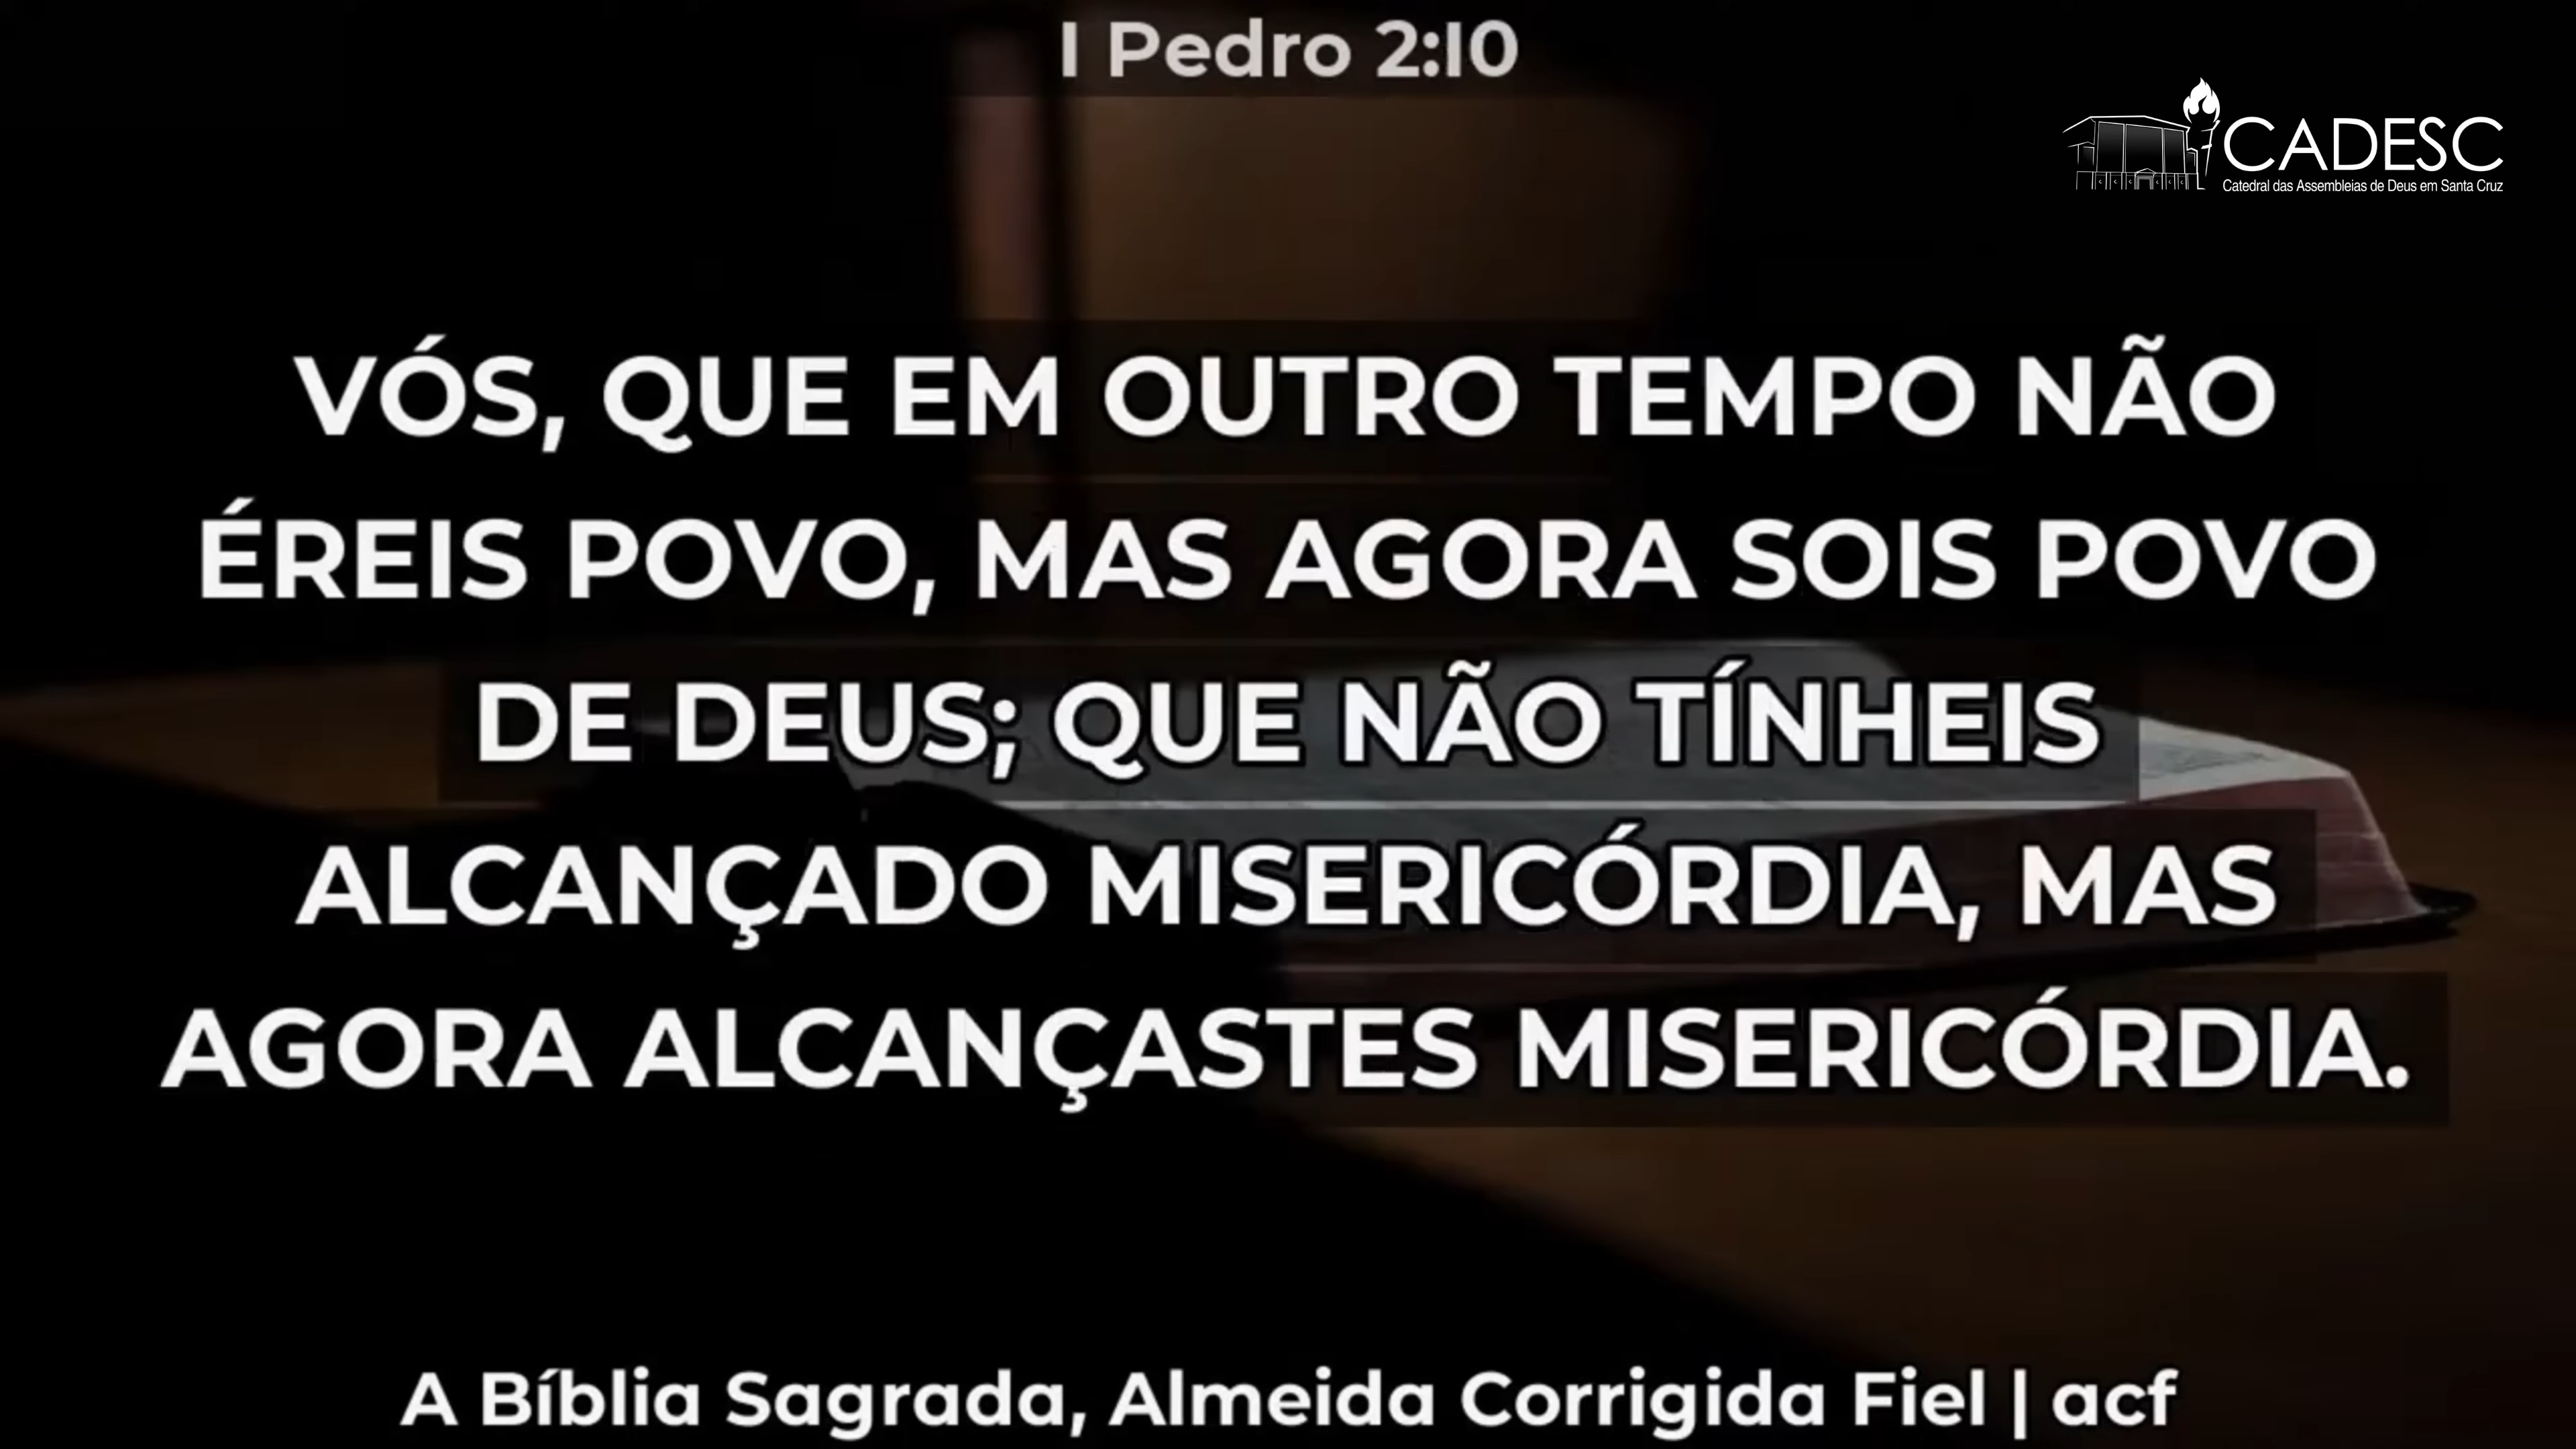 I Pedro 2:10
CADESC
Catedral das Assembleias de Deus em Santa Cruz
VÓS, QUE EM OUTRO TEMPO NÃO
ÉREIS POVO, MAS AGORA SOIS POVO
DE DEUS; QUE NÃO TÍNHEIS
ALCANÇADO MISERICÓRDIA, MAS
AGORA ALCANÇASTES MISERICÓRDIA.
A Bíblia Sagrada, Almeida Corrigida Fiel | acf